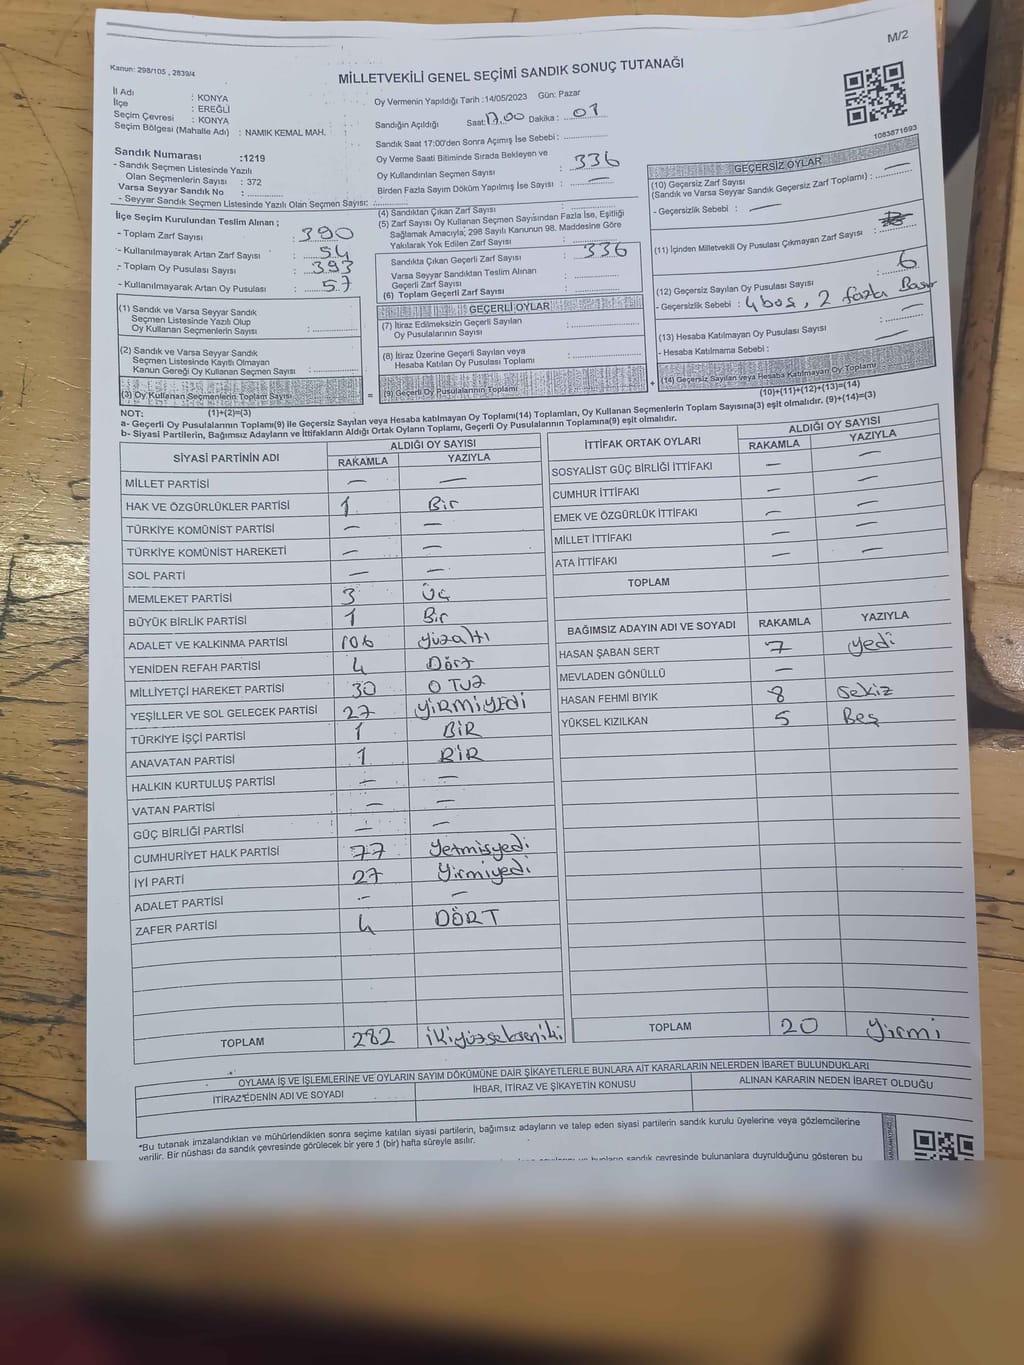 M/2
Kanun: 298/105 , 2839/4
MİLLETVEKİLİ GENEL SEÇİMİ SANDIK SONUÇ TUTANAĞI
İl Adı : KONYA
İlçe : EREĞLİ
Seçim Çevresi : KONYA
Seçim Bölgesi (Mahalle Adı) : NAMIK KEMAL MAH.
Sandık Numarası :1219
- Sandık Seçmen Listesinde Yazılı
Olan Seçmenlerin Sayısı : 372
Varsa Seyyar Sandık No :
- Seyyar Sandık Seçmen Listesinde Yazılı Olan Seçmen Sayısı:
Oy Vermenin Yapıldığı Tarih :14/05/2023 Gün: Pazar
Sandığın Açıldığı Saat: 17.00 Dakika : 01
Sandık Saat 17:00'den Sonra Açımış İse Sebebi :
Oy Verme Saati Bitiminde Sırada Bekleyen ve
Oy Kullandırılan Seçmen Sayısı : 336
Birden Fazla Sayım Döküm Yapılmış İse Sayısı : —
1083871693
İlçe Seçim Kurulundan Teslim Alınan ;
- Toplam Zarf Sayısı : 390
- Kullanılmayarak Artan Zarf Sayısı : 54
- Toplam Oy Pusulası Sayısı : 393
- Kullanılmayarak Artan Oy Pusulası : 57
(1) Sandık ve Varsa Seyyar Sandık
Seçmen Listesinde Yazılı Olup
Oy Kullanan Seçmenlerin Sayısı :
(2) Sandık ve Varsa Seyyar Sandık
Seçmen Listesinde Kayıtlı Olmayan
Kanun Gereği Oy Kullanan Seçmen Sayısı :
(3) Oy Kullanan Seçmenlerin Toplam Sayısı
(1)+(2)=(3)
(4) Sandıktan Çıkan Zarf Sayısı :
(5) Zarf Sayısı Oy Kullanan Seçmen Sayısından Fazla İse, Eşitliği
Sağlamak Amacıyla; 298 Sayılı Kanunun 98. Maddesine Göre
Yakılarak Yok Edilen Zarf Sayısı :
Sandıkta Çıkan Geçerli Zarf Sayısı : 336
Varsa Seyyar Sandıktan Teslim Alınan
Geçerli Zarf Sayısı :
(6) Toplam Geçerli Zarf Sayısı :
GEÇERLİ OYLAR
(7) İtiraz Edilmeksizin Geçerli Sayılan
Oy Pusulalarının Sayısı :
(8) İtiraz Üzerine Geçerli Sayılan veya
Hesaba Katılan Oy Pusulası Toplamı :
= (9) Geçerli Oy Pusulalarının Toplamı +
GEÇERSİZ OYLAR
(10) Geçersiz Zarf Sayısı
(Sandık ve Varsa Seyyar Sandık Geçersiz Zarf Toplamı) : —
- Geçersizlik Sebebi : —
(11) İçinden Milletvekili Oy Pusulası Çıkmayan Zarf Sayısı :
(12) Geçersiz Sayılan Oy Pusulası Sayısı : 6
- Geçersizlik Sebebi : 4 boş, 2 fazla Basır
(13) Hesaba Katılmayan Oy Pusulası Sayısı : —
- Hesaba Katılmama Sebebi : —
(14) Geçersiz Sayılan veya Hesaba Katılmayan Oy Toplamı
(10)+(11)+(12)+(13)=(14)
NOT:
a- Geçerli Oy Pusulalarının Toplamı(9) ile Geçersiz Sayılan veya Hesaba katılmayan Oy Toplamı(14) Toplamları, Oy Kullanan Seçmenlerin Toplam Sayısına(3) eşit olmalıdır. (9)+(14)=(3)
b- Siyasi Partilerin, Bağımsız Adayların ve İttifakların Aldığı Ortak Oyların Toplamı, Geçerli Oy Pusulalarının Toplamına(9) eşit olmalıdır.
SİYASİ PARTİNİN ADI ALDIĞI OY SAYISI
RAKAMLA YAZIYLA
MİLLET PARTİSİ — —
HAK VE ÖZGÜRLÜKLER PARTİSİ 1 Bir
TÜRKİYE KOMÜNİST PARTİSİ — —
TÜRKİYE KOMÜNİST HAREKETİ — —
SOL PARTİ — —
MEMLEKET PARTİSİ 3 Üç
BÜYÜK BİRLİK PARTİSİ 1 Bir
ADALET VE KALKINMA PARTİSİ 106 yüzaltı
YENİDEN REFAH PARTİSİ 4 Dört
MİLLİYETÇİ HAREKET PARTİSİ 30 OTUZ
YEŞİLLER VE SOL GELECEK PARTİSİ 27 YİRMİYEDİ
TÜRKİYE İŞÇİ PARTİSİ 1 BİR
ANAVATAN PARTİSİ 1 BİR
HALKIN KURTULUŞ PARTİSİ — —
VATAN PARTİSİ — —
GÜÇ BİRLİĞİ PARTİSİ — —
CUMHURİYET HALK PARTİSİ 77 Yetmişyedi
İYİ PARTİ 27 Yirmiyedi
ADALET PARTİSİ — —
ZAFER PARTİSİ 4 DÖRT
TOPLAM 282 İkiyüzsekseniki
İTTİFAK ORTAK OYLARI ALDIĞI OY SAYISI
RAKAMLA YAZIYLA
SOSYALİST GÜÇ BİRLİĞİ İTTİFAKI — —
CUMHUR İTTİFAKI — —
EMEK VE ÖZGÜRLÜK İTTİFAKI — —
MİLLET İTTİFAKI — —
ATA İTTİFAKI — —
TOPLAM
BAĞIMSIZ ADAYIN ADI VE SOYADI RAKAMLA YAZIYLA
HASAN ŞABAN SERT 7 yedi
MEVLADEN GÖNÜLLÜ —
HASAN FEHMİ BIYIK 8 Sekiz
YÜKSEL KIZILKAN 5 Beş
TOPLAM 20 Yirmi
OYLAMA İŞ VE İŞLEMLERİNE VE OYLARIN SAYIM DÖKÜMÜNE DAİR ŞİKAYETLERLE BUNLARA AİT KARARLARIN NELERDEN İBARET BULUNDUKLARI
İTİRAZ EDENİN ADI VE SOYADI İHBAR, İTİRAZ VE ŞİKAYETİN KONUSU ALINAN KARARIN NEDEN İBARET OLDUĞU
*Bu tutanak imzalandıktan ve mühürlendikten sonra seçime katılan siyasi partilerin, bağımsız adayların ve talep eden siyasi partilerin sandık kurulu üyelerine veya gözlemcilerine
verilir. Bir nüshası da sandık çevresinde görülecek bir yere 1 (bir) hafta süreyle asılır.
sandık çevresinde bulunanlara duyrulduğunu gösteren bu